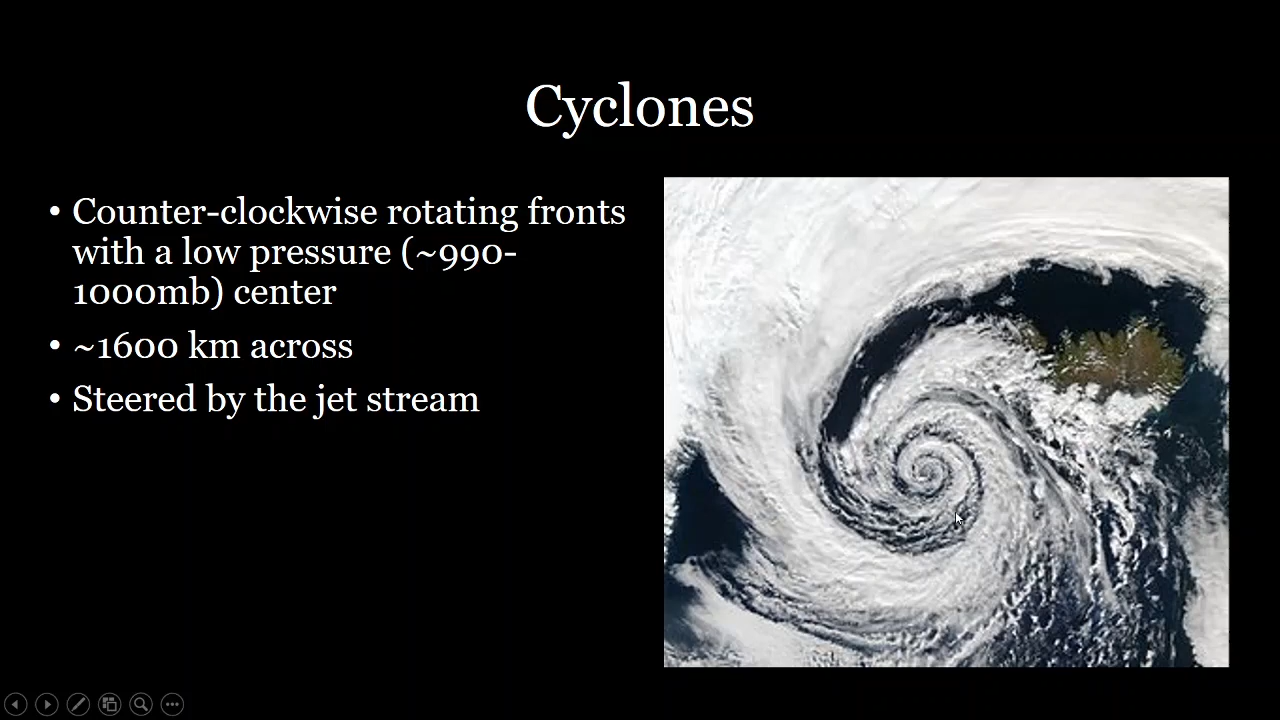 Cyclones
• Counter-clockwise rotating fronts
with a low pressure (~990-
1000mb) center
• ~1600 km across
• Steered by the jet stream